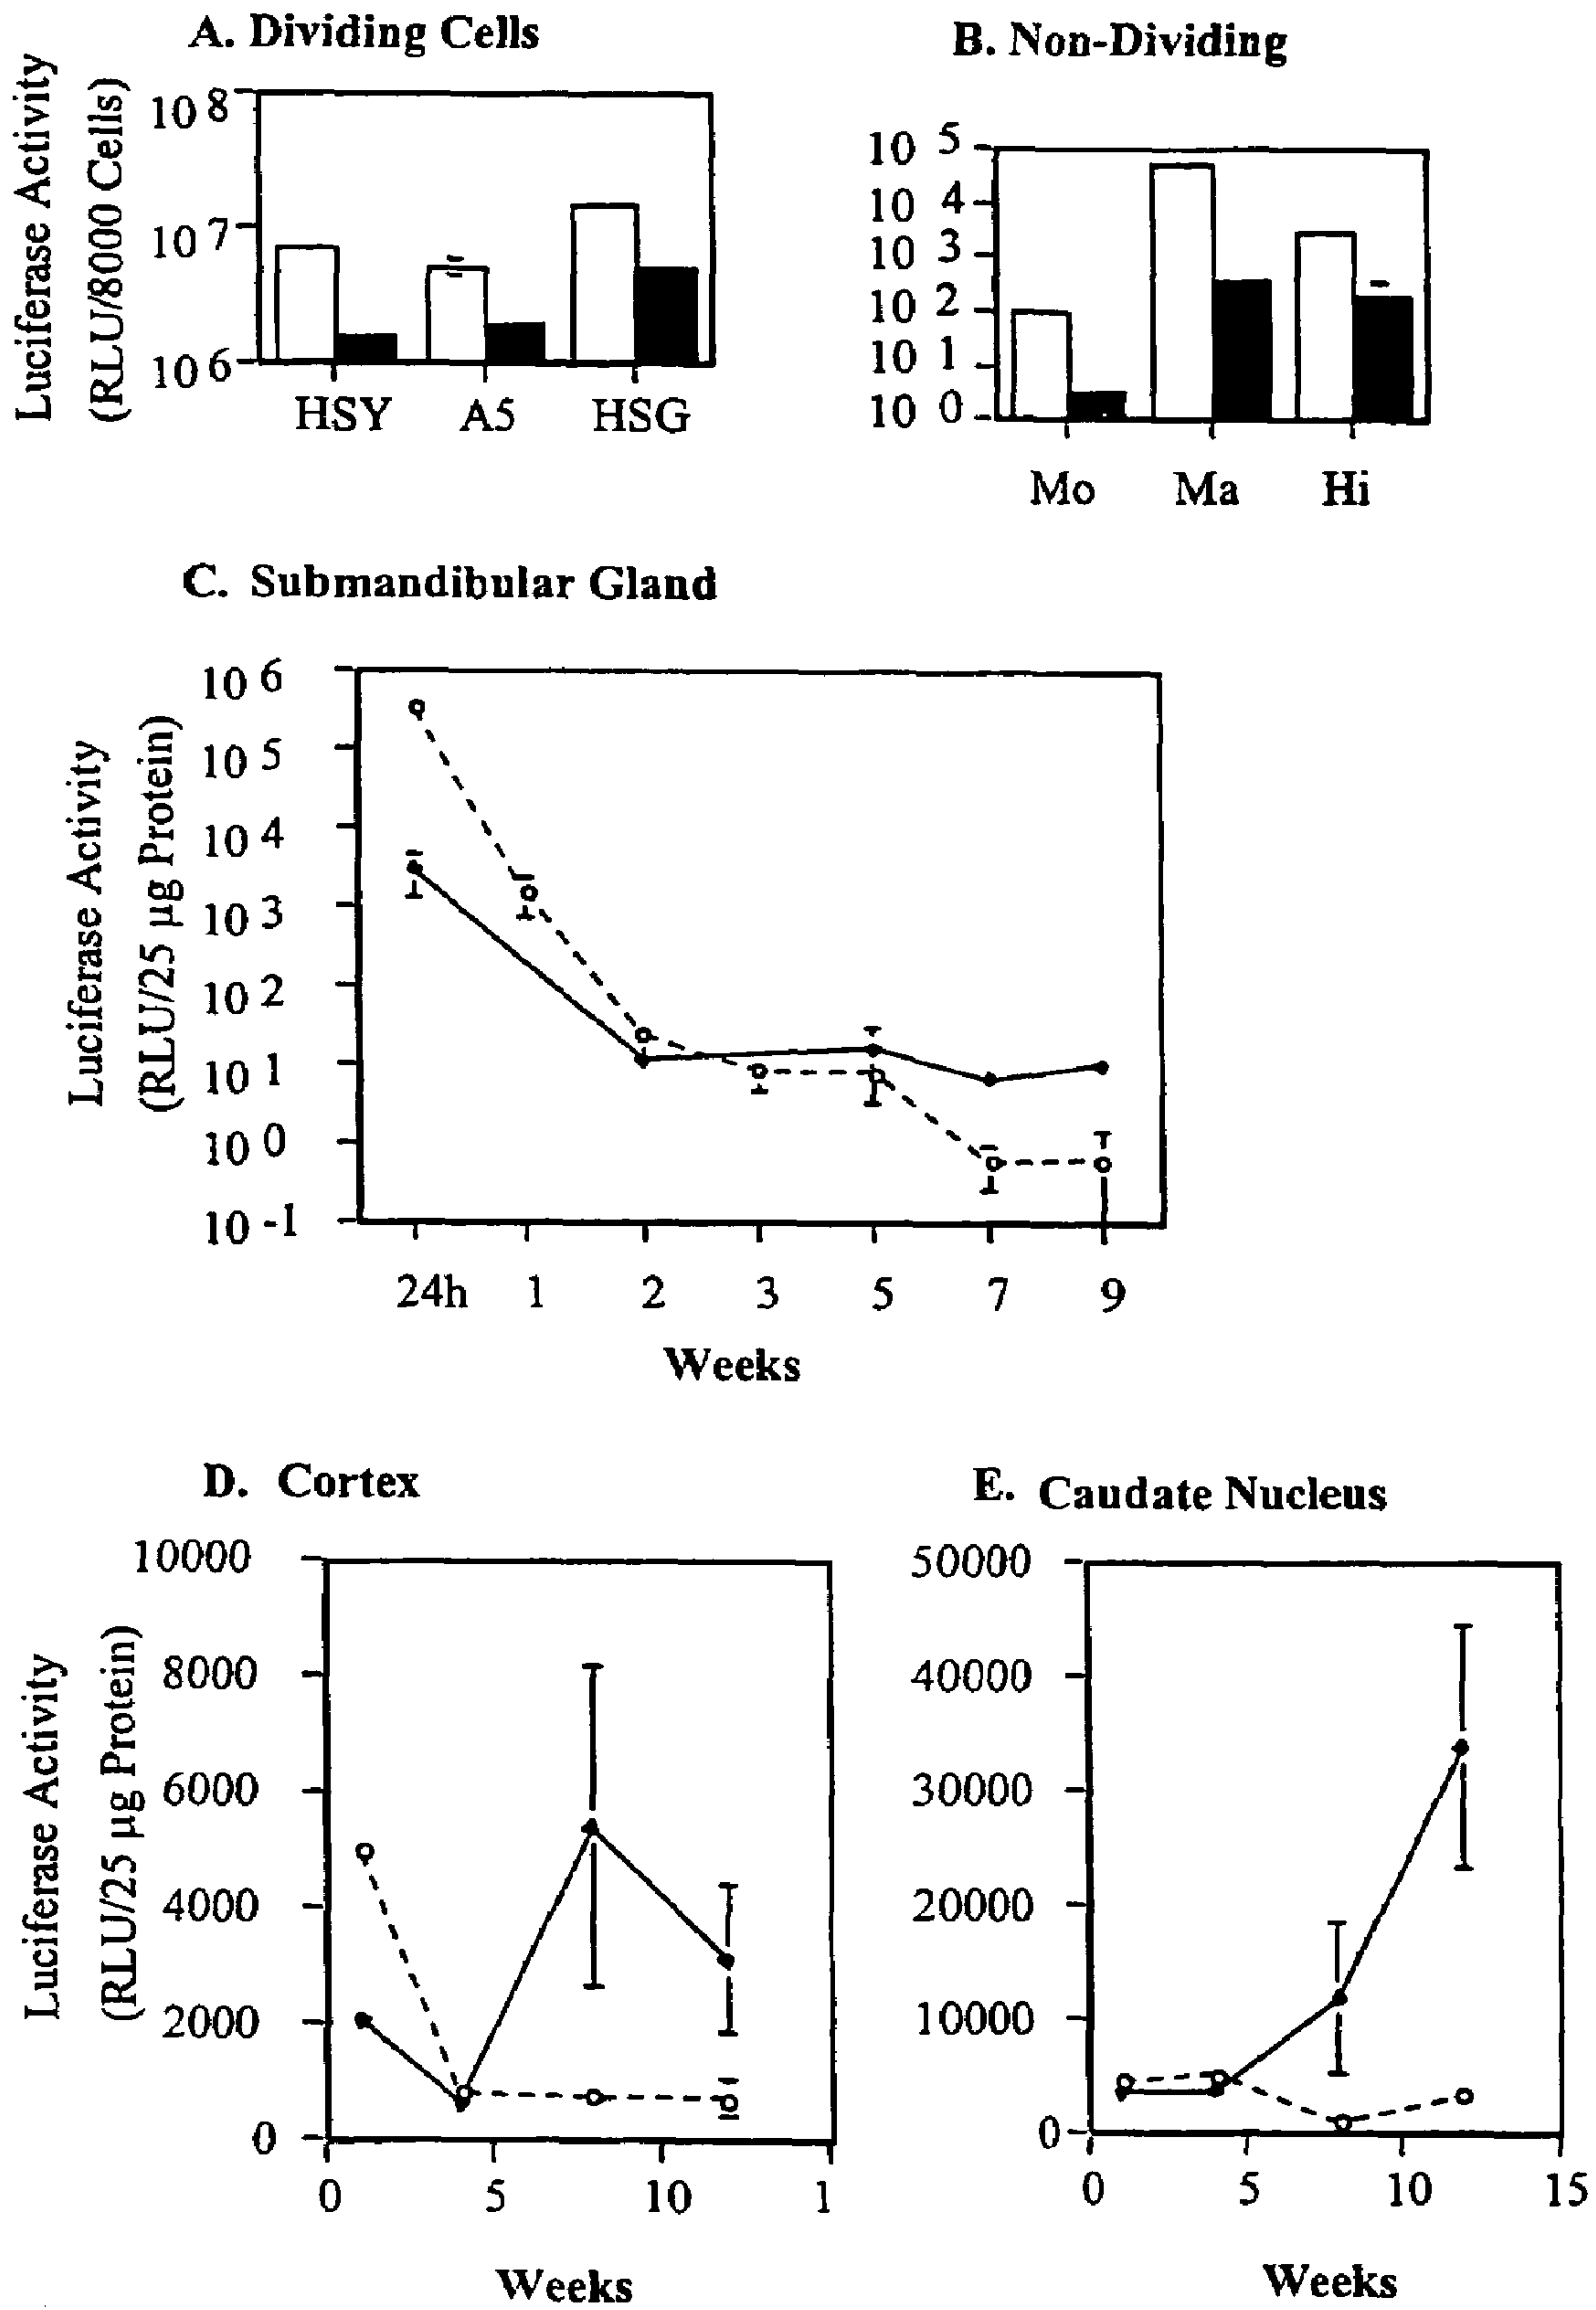 A. Dividing Cells
Luciferase Activity
(RLU/8000 Cells)
10 8
10 7
10 6
HSY A5 HSG
B. Non-Dividing
10 5
10 4
10 3
10 2
10 1
10 0
Mo Ma Hi
C. Submandibular Gland
Luciferase Activity
(RLU/25 µg Protein)
10 6
10 5
10 4
10 3
10 2
10 1
10 0
10 -1
24h 1 2 3 5 7 9
Weeks
D. Cortex
Luciferase Activity
(RLU/25 µg Protein)
10000
8000
6000
4000
2000
0
0 5 10 1
Weeks
E. Caudate Nucleus
50000
40000
30000
20000
10000
0
0 5 10 15
Weeks